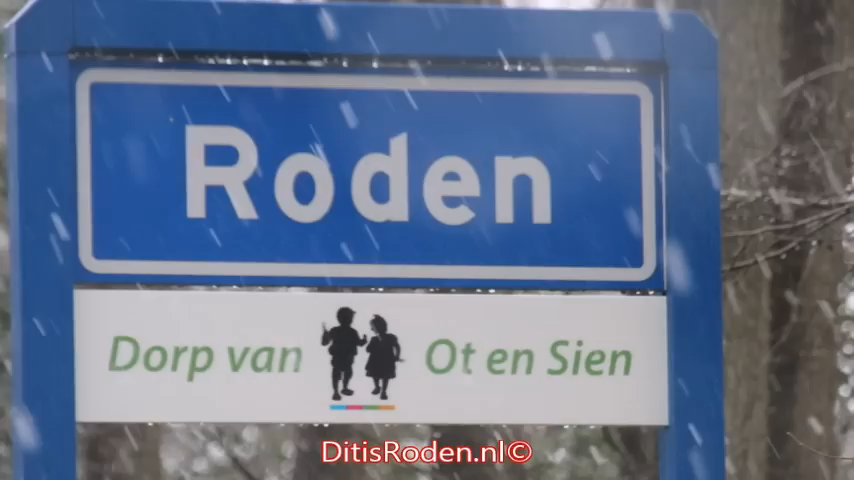 Roden
Dorp van Ot en Sien
DitisRoden.nl©